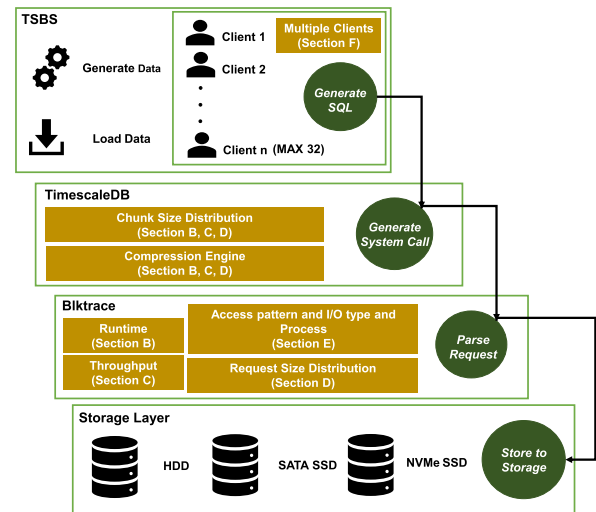 TSBS
Generate Data
Load Data
Client 1
Client 2
Client n (MAX 32)
Multiple Clients
(Section F)
Generate
SQL
TimescaleDB
Chunk Size Distribution
(Section B, C, D)
Compression Engine
(Section B, C, D)
Generate
System Call
Blktrace
Runtime
(Section B)
Throughput
(Section C)
Access pattern and I/O type and
Process
(Section E)
Request Size Distribution
(Section D)
Parse
Request
Storage Layer
HDD
SATA SSD
NVMe SSD
Store to
Storage